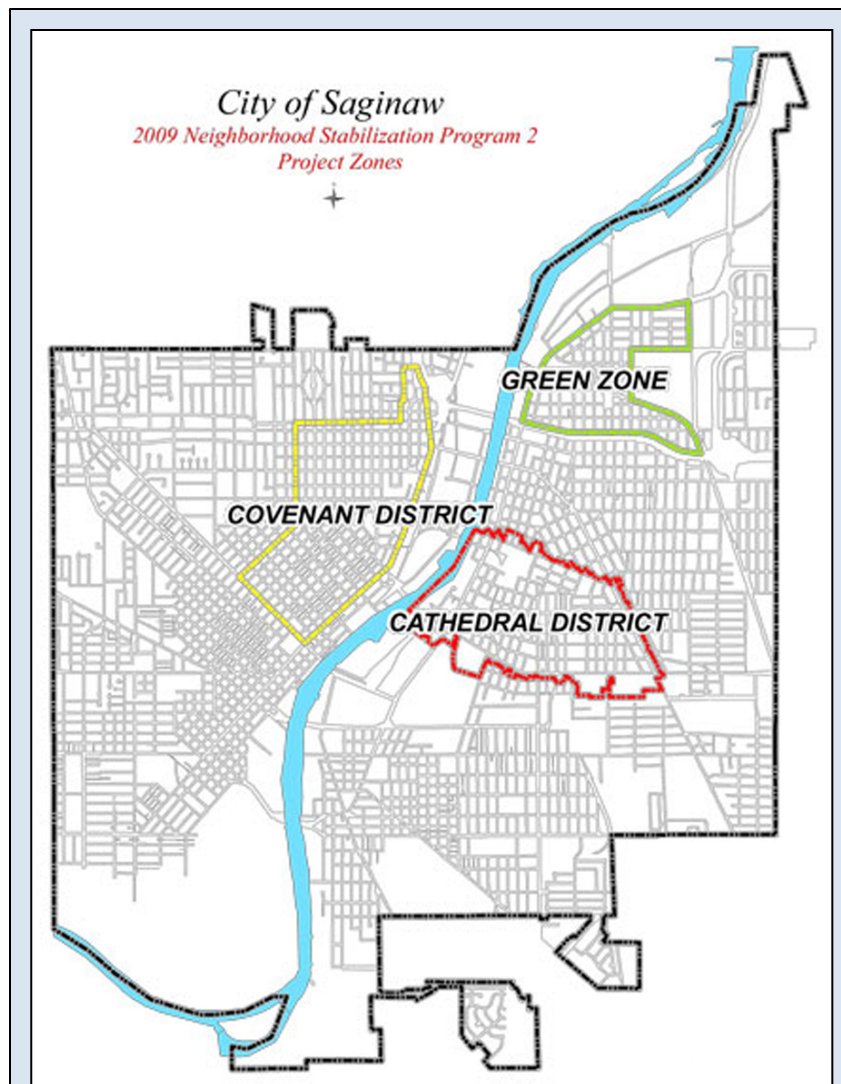 City of Saginaw
2009 Neighborhood Stabilization Program 2
Project Zones
GREEN ZONE
COVENANT DISTRICT
CATHEDRAL DISTRICT